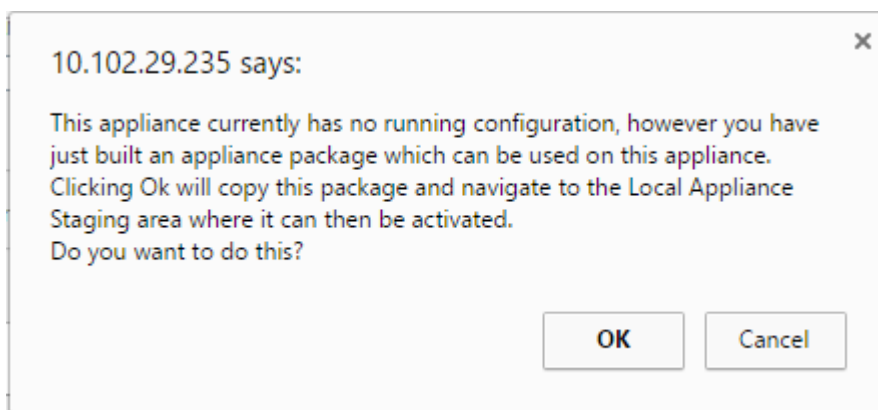 10.102.29.235 says:
This appliance currently has no running configuration, however you have
just built an appliance package which can be used on this appliance.
Clicking Ok will copy this package and navigate to the Local Appliance
Staging area where it can then be activated.
Do you want to do this?
OK Cancel